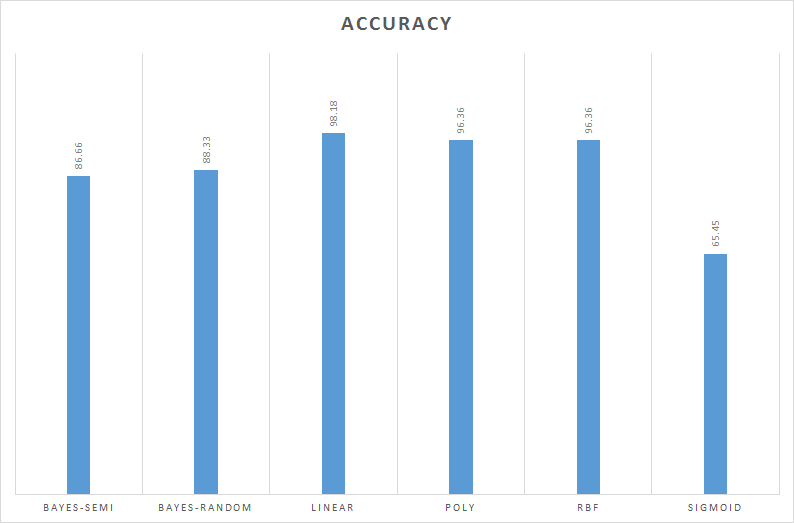 ACCURACY
86.66
88.33
98.18
96.36
96.36
65.45
BAYES-SEMI
BAYES-RANDOM
LINEAR
POLY
RBF
SIGMOID